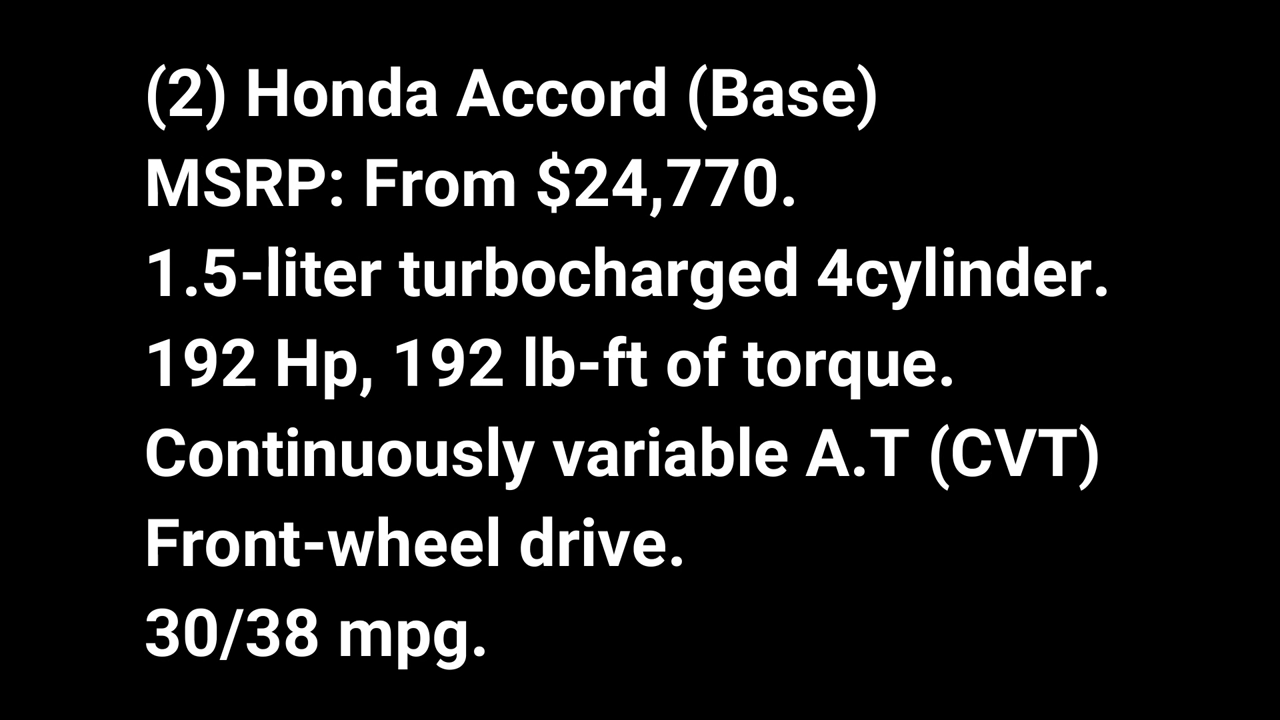 (2) Honda Accord (Base)
MSRP: From $24,770.
1.5-liter turbocharged 4cylinder.
192 Hp, 192 lb-ft of torque.
Continuously variable A.T (CVT)
Front-wheel drive.
30/38 mpg.